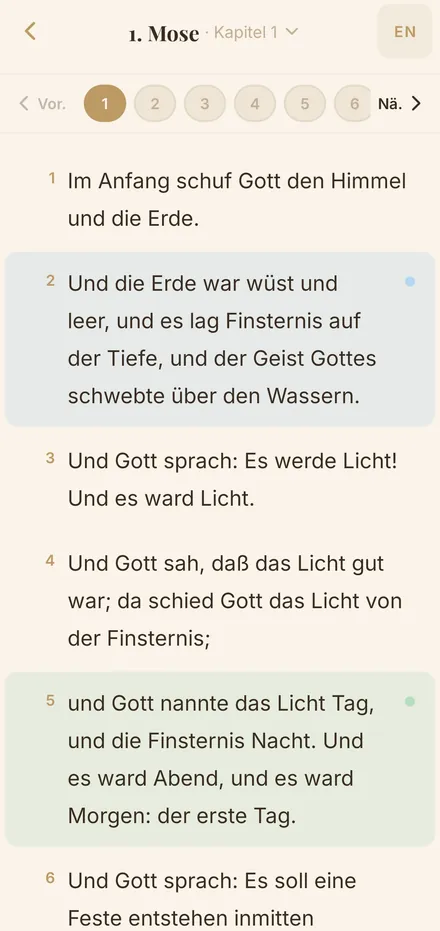 1. Mose · Kapitel 1
EN
Vor. 1 2 3 4 5 6 Nä.
1 Im Anfang schuf Gott den Himmel
und die Erde.
2 Und die Erde war wüst und
leer, und es lag Finsternis auf
der Tiefe, und der Geist Gottes
schwebte über den Wassern.
3 Und Gott sprach: Es werde Licht!
Und es ward Licht.
4 Und Gott sah, daß das Licht gut
war; da schied Gott das Licht von
der Finsternis;
5 und Gott nannte das Licht Tag,
und die Finsternis Nacht. Und
es ward Abend, und es ward
Morgen: der erste Tag.
6 Und Gott sprach: Es soll eine
Feste entstehen inmitten